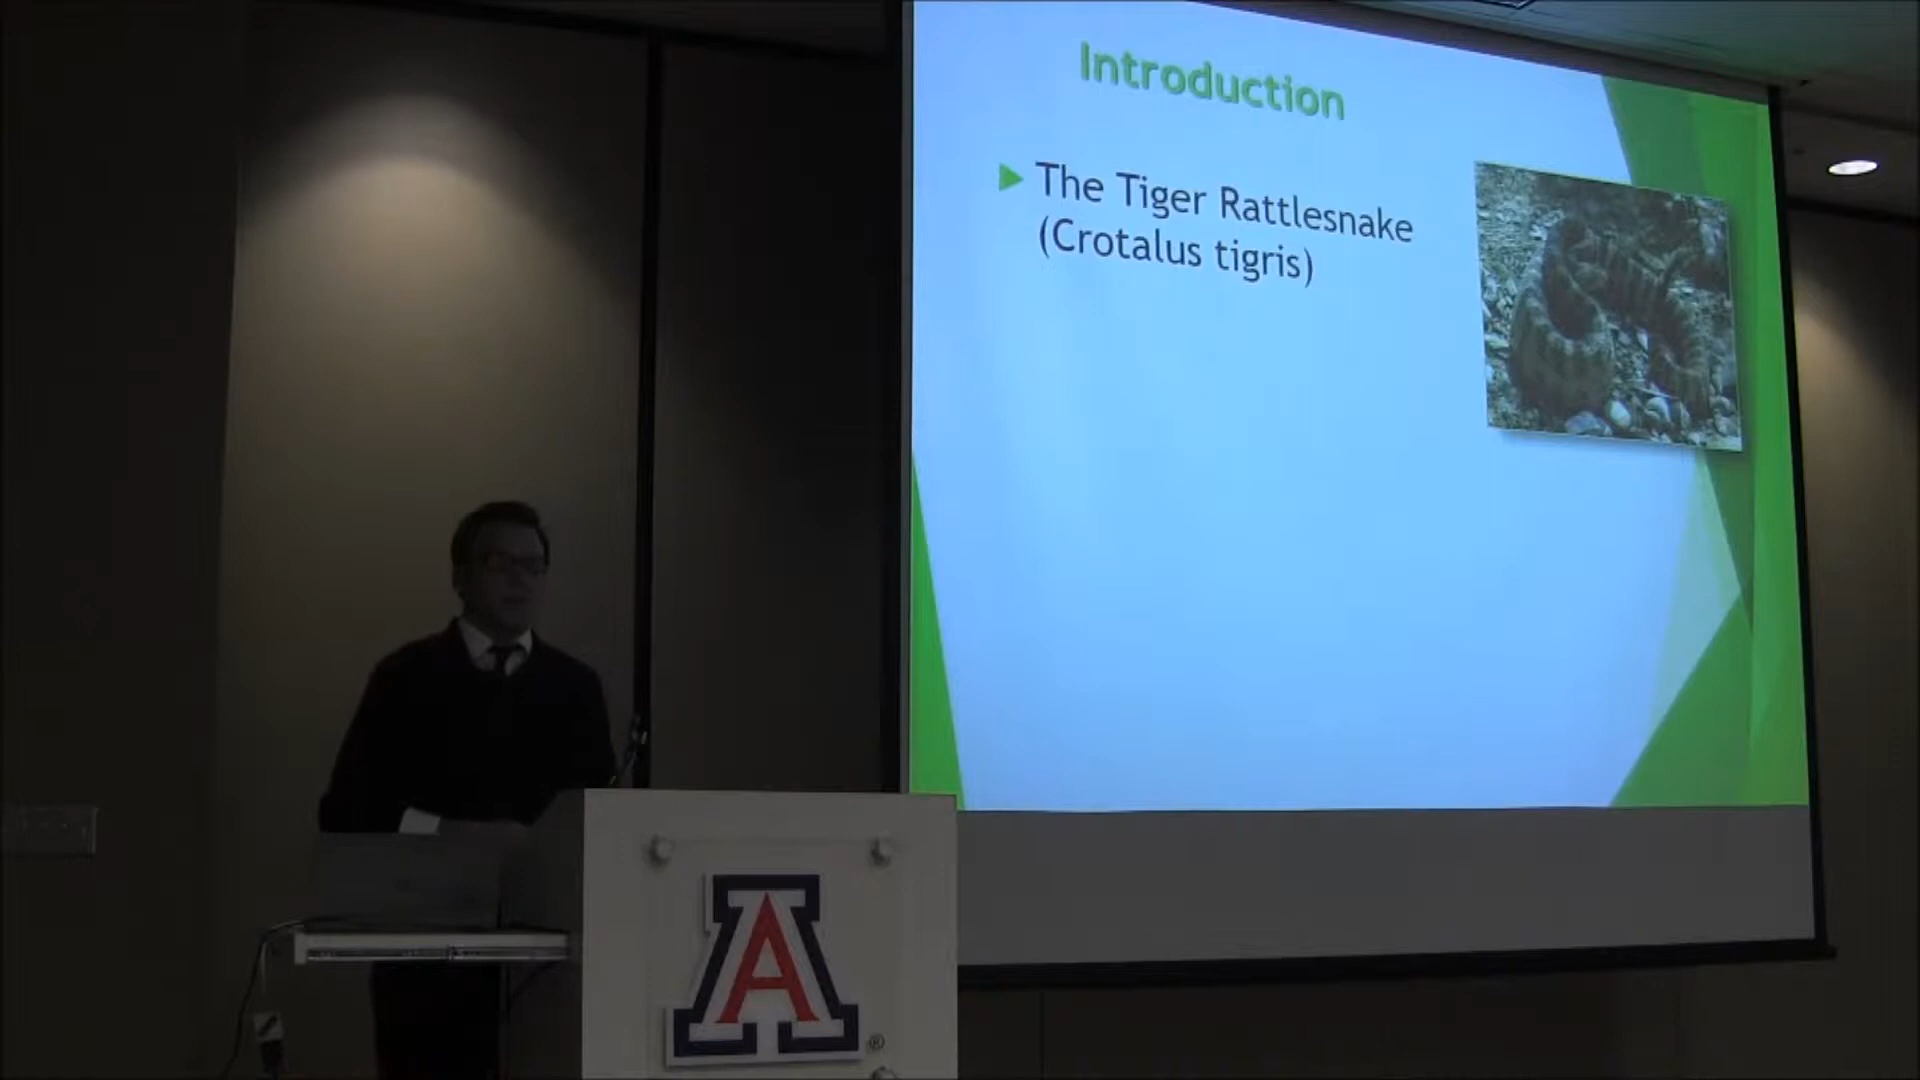 Introduction
The Tiger Rattlesnake
(Crotalus tigris)
A
®